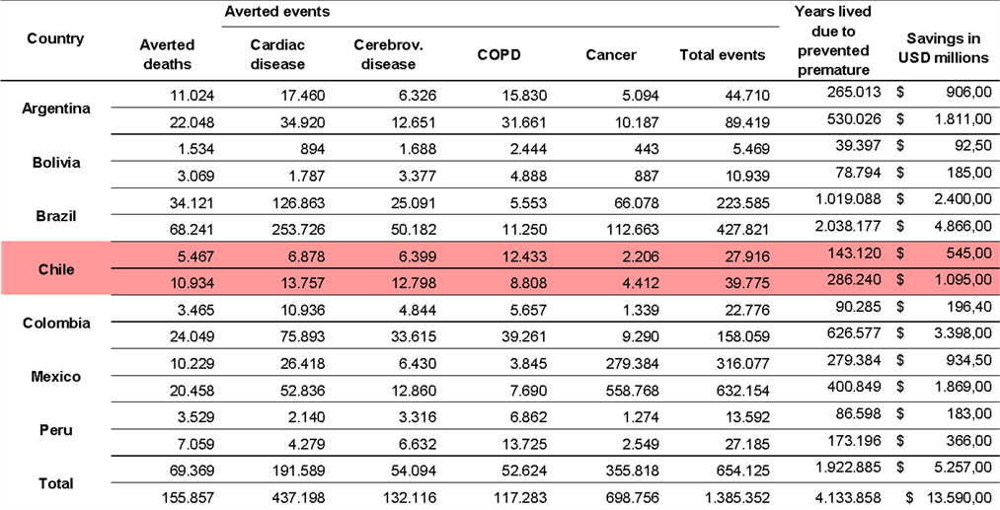 Country Averted deaths Averted events Cardiac disease Cerebrov. disease COPD Cancer Total events Years lived due to prevented premature Savings in USD millions
Argentina
11.024 17.460 6.326 15.830 5.094 44.710 265.013 $ 906,00
22.048 34.920 12.651 31.661 10.187 89.419 530.026 $ 1.811,00
Bolivia
1.534 894 1.688 2.444 443 5.469 39.397 $ 92,50
3.069 1.787 3.377 4.888 887 10.939 78.794 $ 185,00
Brazil
34.121 126.863 25.091 5.553 66.078 223.585 1.019.088 $ 2.400,00
68.241 253.726 50.182 11.250 112.663 427.821 2.038.177 $ 4.866,00
Chile
5.467 6.878 6.399 12.433 2.206 27.916 143.120 $ 545,00
10.934 13.757 12.798 8.808 4.412 39.775 286.240 $ 1.095,00
Colombia
3.465 10.936 4.844 5.657 1.339 22.776 90.285 $ 196,40
24.049 75.893 33.615 39.261 9.290 158.059 626.577 $ 3.398,00
Mexico
10.229 26.418 6.430 3.845 279.384 316.077 279.384 $ 934,50
20.458 52.836 12.860 7.690 558.768 632.154 400.849 $ 1.869,00
Peru
3.529 2.140 3.316 6.862 1.274 13.592 86.598 $ 183,00
7.059 4.279 6.632 13.725 2.549 27.185 173.196 $ 366,00
Total
69.369 191.589 54.094 52.624 355.818 654.125 1.922.885 $ 5.257,00
155.857 437.198 132.116 117.283 698.756 1.385.352 4.133.858 $ 13.590,00